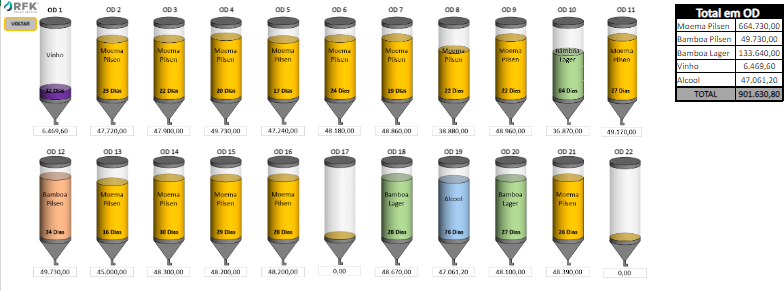 RFK
VOLTAR
OD 1 OD 2 OD 3 OD 4 OD 5 OD 6 OD 7 OD 8 OD 9 OD 10 OD 11
Vinho Moema Pilsen Moema Pilsen Moema Pilsen Moema Pilsen Moema Pilsen Moema Pilsen Moema Pilsen Moema Pilsen Bamboa Lager Moema Pilsen
32 Dias 23 Dias 22 Dias 20 Dias 17 Dias 24 Dias 19 Dias 22 Dias 22 Dias 84 Dias 27 Dias
6.469,60 47.720,00 47.900,00 49.730,00 47.240,00 48.180,00 48.860,00 38.880,00 48.960,00 36.870,00 49.170,00
OD 12 OD 13 OD 14 OD 15 OD 16 OD 17 OD 18 OD 19 OD 20 OD 21 OD 22
Bamboa Pilsen Moema Pilsen Moema Pilsen Moema Pilsen Moema Pilsen Bamboa Lager Alcool Bamboa Lager Moema Pilsen
34 Dias 16 Dias 30 Dias 29 Dias 28 Dias 28 Dias 76 Dias 27 Dias 26 Dias
49.730,00 45.000,00 48.300,00 48.200,00 48.200,00 0,00 48.670,00 47.061,20 48.100,00 48.390,00 0,00
Total em OD
Moema Pilsen 664.730,00
Bamboa Pilsen 49.730,00
Bamboa Lager 133.640,00
Vinho 6.469,60
Alcool 47.061,20
TOTAL 901.630,80